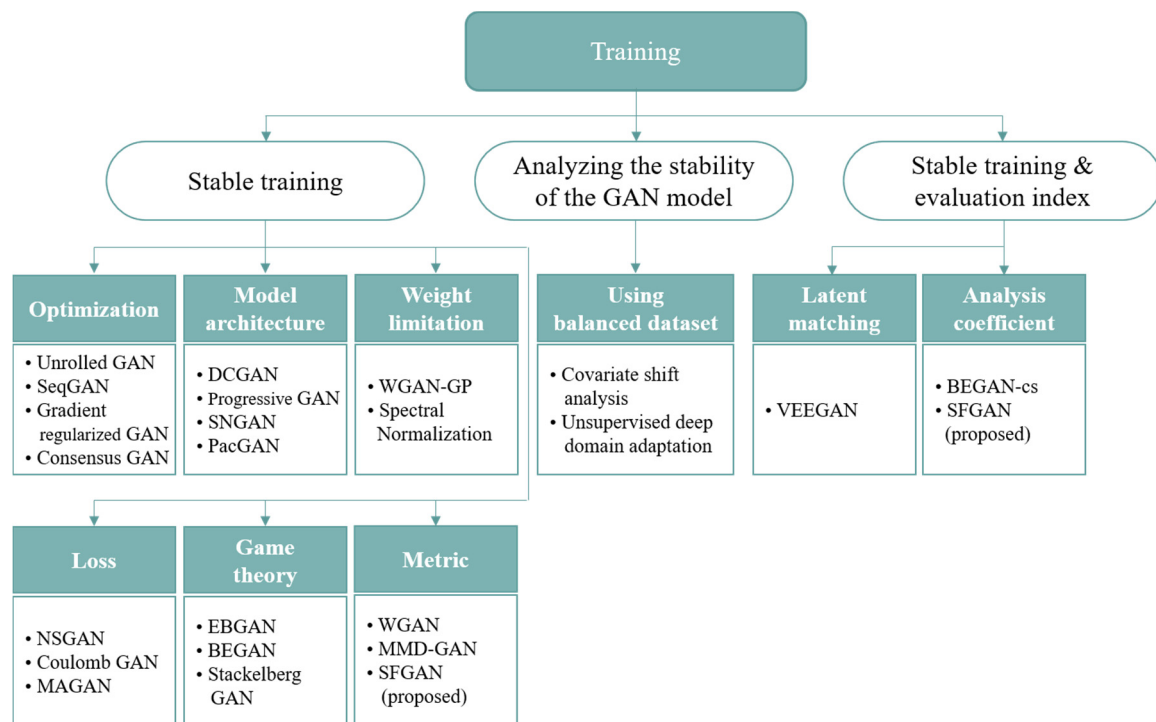 Training
Stable training
Analyzing the stability
of the GAN model
Stable training &
evaluation index
Optimization
• Unrolled GAN
• SeqGAN
• Gradient
regularized GAN
• Consensus GAN
Model
architecture
• DCGAN
• Progressive GAN
• SNGAN
• PacGAN
Weight
limitation
• WGAN-GP
• Spectral
Normalization
Using
balanced dataset
• Covariate shift
analysis
• Unsupervised deep
domain adaptation
Latent
matching
• VEEGAN
Analysis
coefficient
• BEGAN-cs
• SFGAN
(proposed)
Loss
• NSGAN
• Coulomb GAN
• MAGAN
Game
theory
• EBGAN
• BEGAN
• Stackelberg
GAN
Metric
• WGAN
• MMD-GAN
• SFGAN
(proposed)